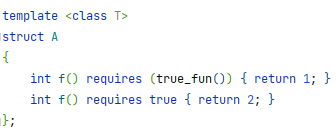 template <class T>
struct A
{
    int f() requires (true_fun()) { return 1; }
    int f() requires true { return 2; }
};